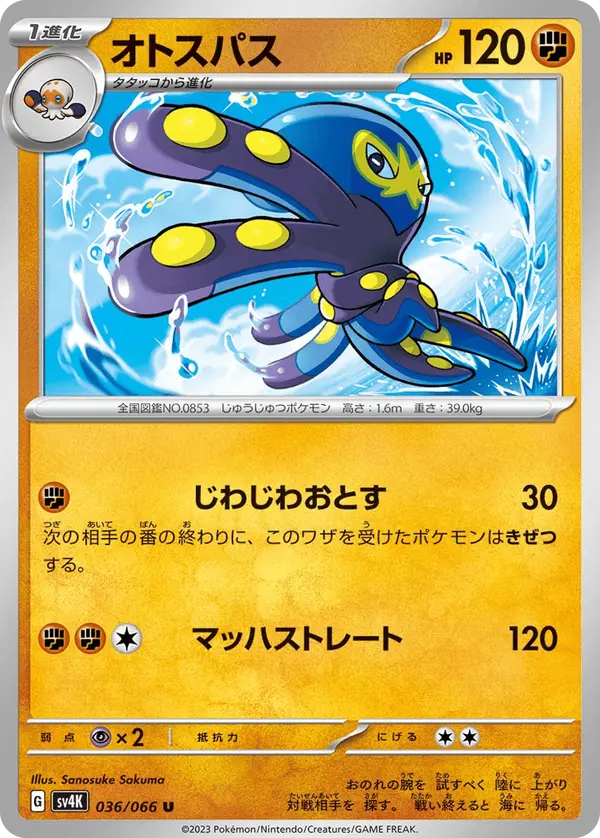 1進化
オトスパス
HP 120
タタッコから進化
全国図鑑NO.0853 じゅうじゅつポケモン 高さ:1.6m 重さ:39.0kg
じわじわおとす 30
次の相手の番の終わりに、このワザを受けたポケモンはきぜつ
する。
マッハストレート 120
弱点 ×2 抵抗力 にげる
Illus. Sanosuke Sakuma
G sv4K 036/066 U
おのれの腕を 試すべく 陸に 上がり
対戦相手を 探す。 戦い終えると 海に 帰る。
©2023 Pokémon/Nintendo/Creatures/GAME FREAK.